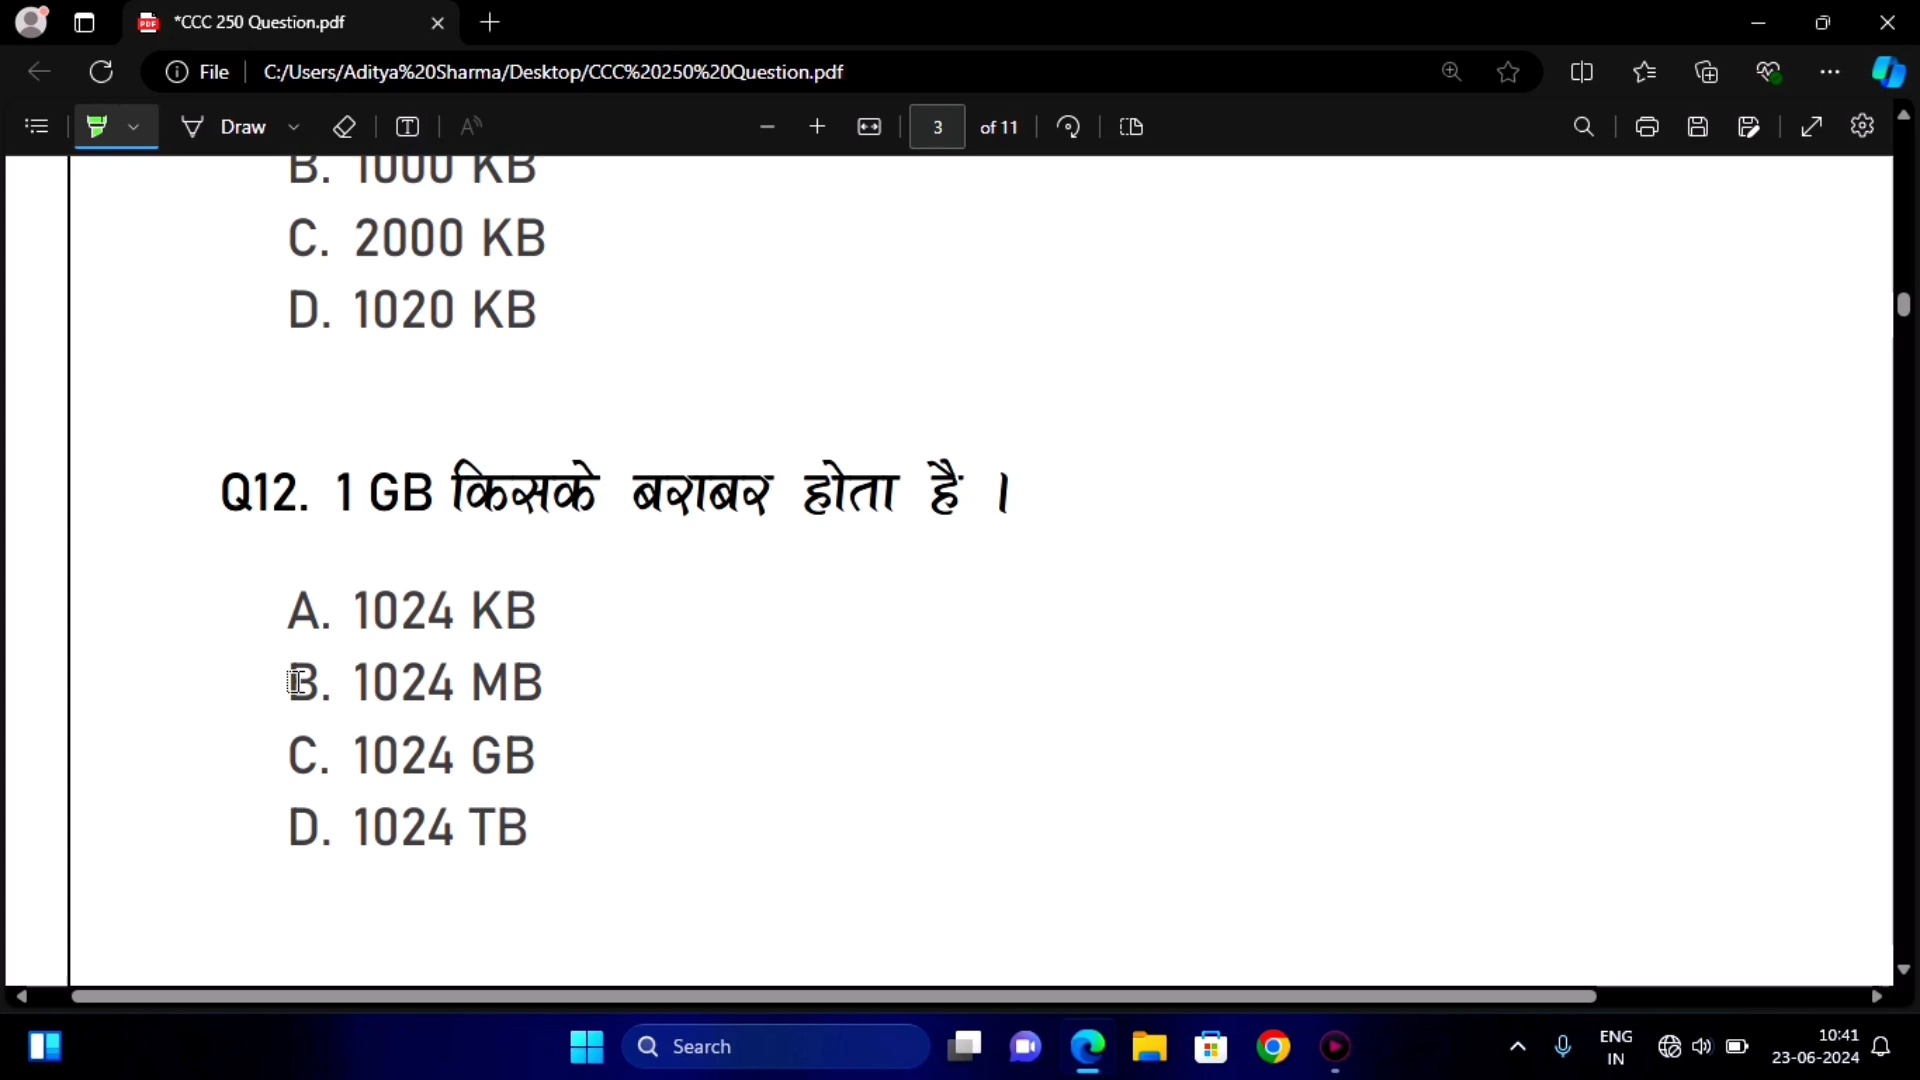 *CCC 250 Question.pdf
File
C:/Users/Aditya%20Sharma/Desktop/CCC%20250%20Question.pdf
Draw
3 of 11
B. 1000 KB
C. 2000 KB
D. 1020 KB
Q12. 1 GB किसके बराबर होता है ।
A. 1024 KB
B. 1024 MB
C. 1024 GB
D. 1024 TB
Search
ENG
IN
10:41
23-06-2024